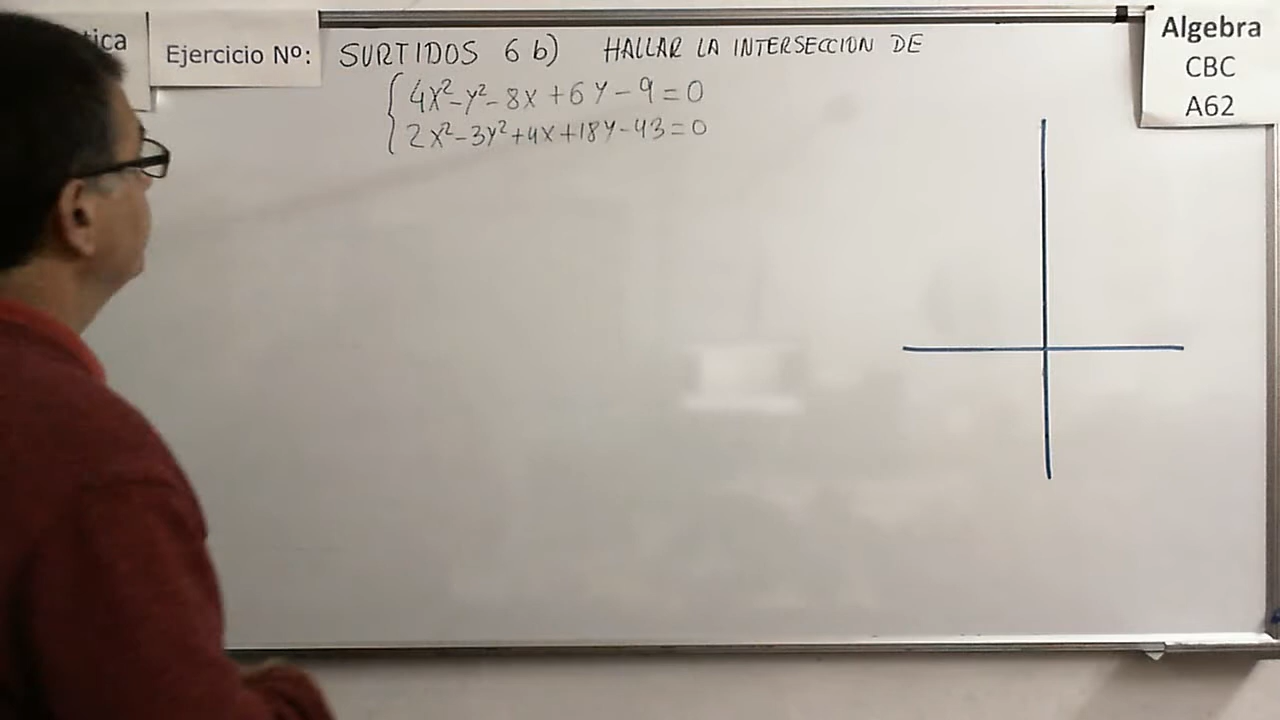 tica
Ejercicio Nº:
SURTIDOS 6 b) HALLAR LA INTERSECCION DE
4x²-y²-8x+6y-9=0
2x²-3y²+4x+18y-43=0
Algebra
CBC
A62